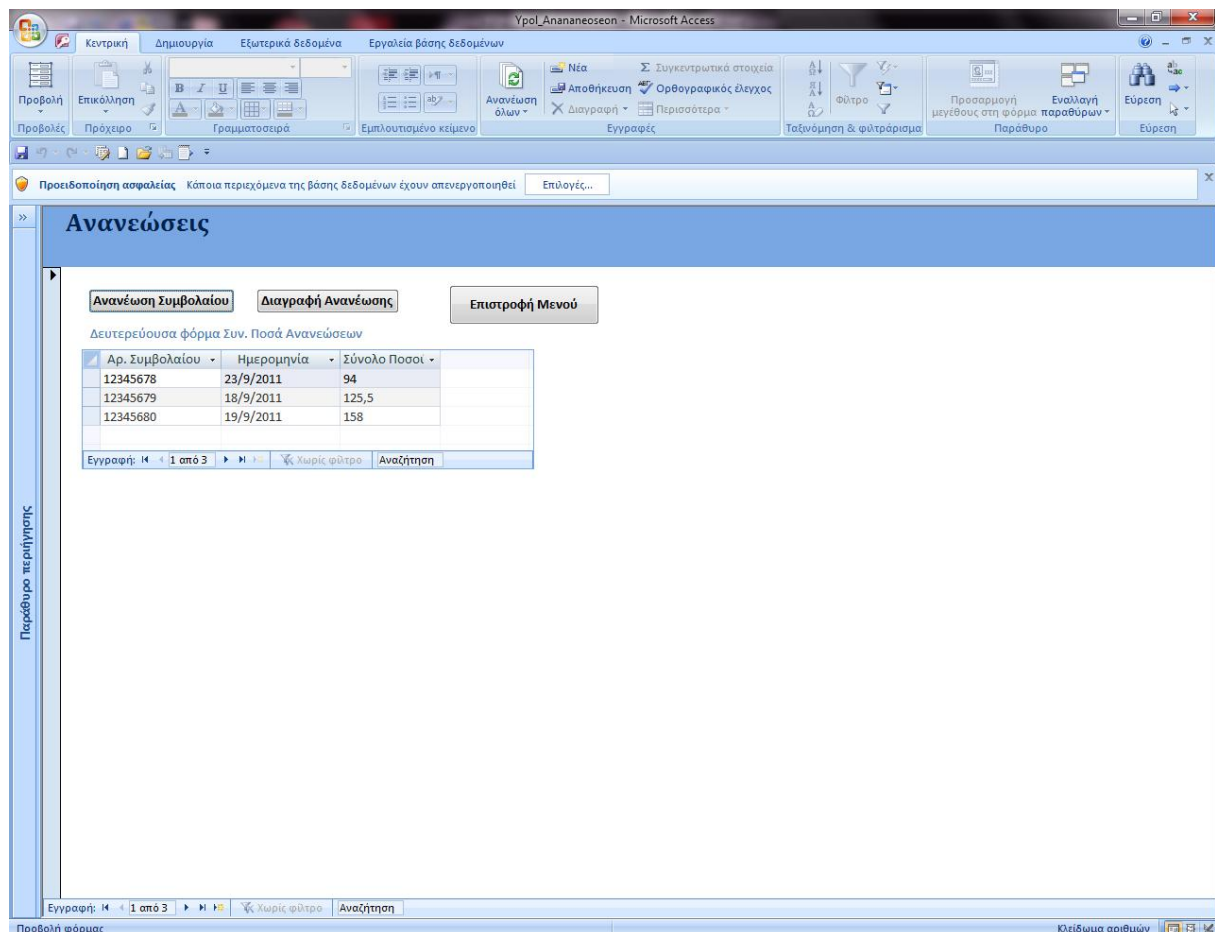 Ypol_Anananeoseon - Microsoft Access
Κεντρική Δημιουργία Εξωτερικά δεδομένα Εργαλεία βάσης δεδομένων
Προβολή
Προβολές
Επικόλληση
Πρόχειρο
B I U
Γραμματοσειρά
Εμπλουτισμένο κείμενο
Ανανέωση όλων
Νέα
Αποθήκευση
Διαγραφή
Σ Συγκεντρωτικά στοιχεία
Ορθογραφικός έλεγχος
Περισσότερα
Εγγραφές
Φίλτρο
Ταξινόμηση & φιλτράρισμα
Προσαρμογή μεγέθους στη φόρμα
Εναλλαγή παραθύρων
Παράθυρο
Εύρεση
Εύρεση
Προειδοποίηση ασφαλείας Κάποια περιεχόμενα της βάσης δεδομένων έχουν απενεργοποιηθεί Επιλογές...
Παράθυρο περιήγησης
Ανανεώσεις
Ανανέωση Συμβολαίου Διαγραφή Ανανέωσης Επιστροφή Μενού
Δευτερεύουσα φόρμα Συν. Ποσά Ανανεώσεων
Αρ. Συμβολαίου Ημερομηνία Σύνολο Ποσοι
12345678 23/9/2011 94
12345679 18/9/2011 125,5
12345680 19/9/2011 158
Εγγραφή: 1 από 3 Χωρίς φίλτρο Αναζήτηση
Εγγραφή: 1 από 3 Χωρίς φίλτρο Αναζήτηση
Προβολή φόρμας Κλείδωμα αριθμών